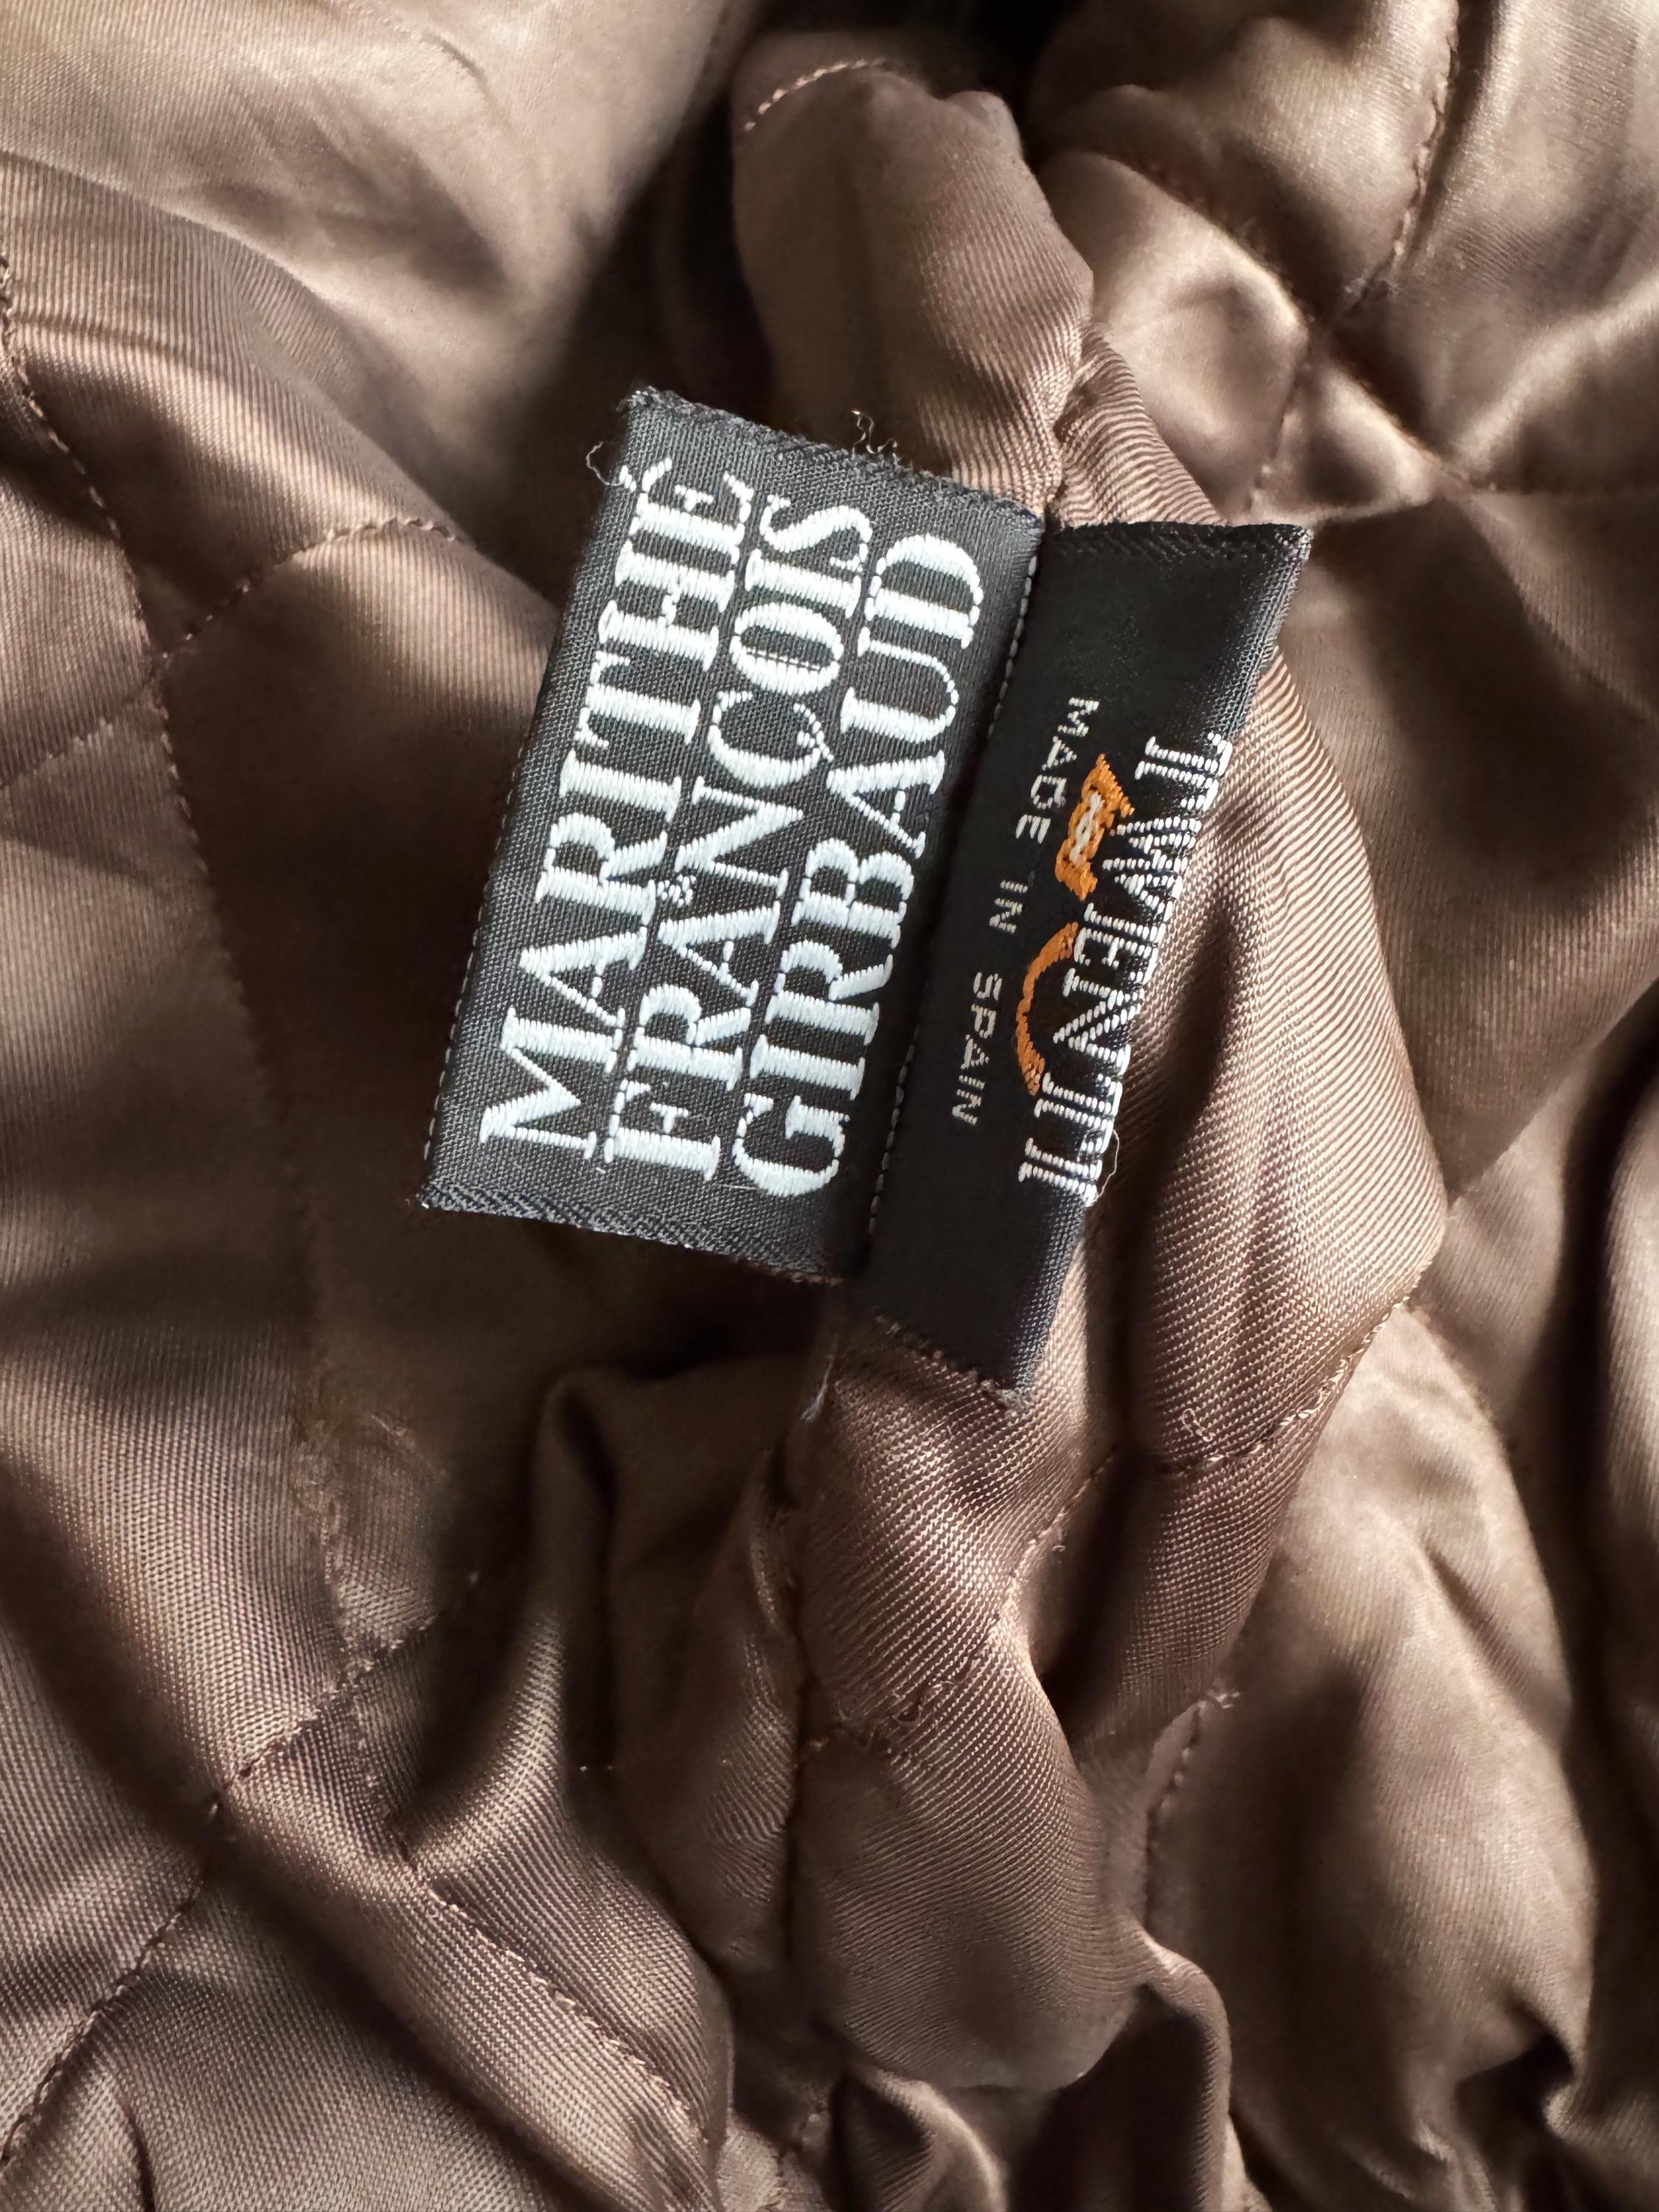 MARITHÉ
FRANÇOIS
GIRBAUD
MADE IN SPAIN